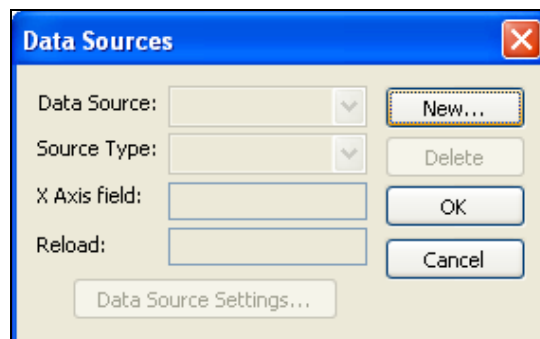 Data Sources
Data Source:
New...
Source Type:
Delete
X Axis field:
OK
Reload:
Cancel
Data Source Settings...